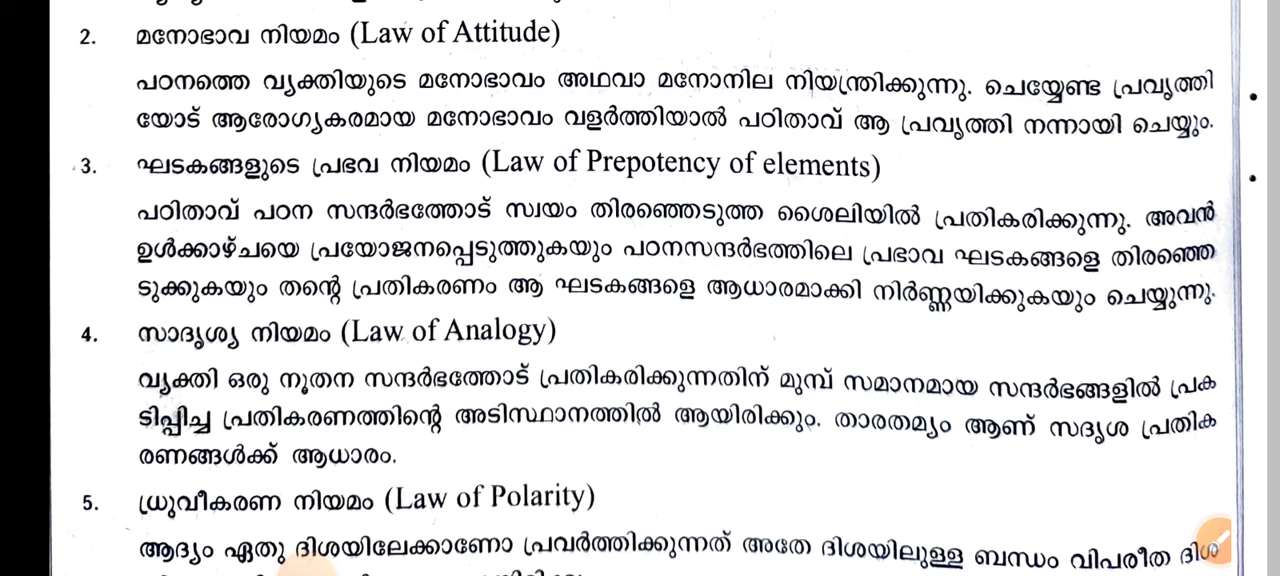 2. മനോഭാവ നിയമം (Law of Attitude)
പഠനത്തെ വ്യക്തിയുടെ മനോഭാവം അഥവാ മനോനില നിയന്ത്രിക്കുന്നു. ചെയ്യേണ്ട പ്രവൃത്തി
യോട് ആരോഗ്യകരമായ മനോഭാവം വളർത്തിയാൽ പഠിതാവ് ആ പ്രവൃത്തി നന്നായി ചെയ്യും.
3. ഘടകങ്ങളുടെ പ്രഭവ നിയമം (Law of Prepotency of elements)
പഠിതാവ് പഠന സന്ദർഭത്തോട് സ്വയം തിരഞ്ഞെടുത്ത ശൈലിയിൽ പ്രതികരിക്കുന്നു. അവൻ
ഉൾക്കാഴ്ചയെ പ്രയോജനപ്പെടുത്തുകയും പഠനസന്ദർഭത്തിലെ പ്രഭാവ ഘടകങ്ങളെ തിരഞ്ഞെ
ടുക്കുകയും തന്റെ പ്രതികരണം ആ ഘടകങ്ങളെ ആധാരമാക്കി നിർണ്ണയിക്കുകയും ചെയ്യുന്നു.
4. സാദൃശ്യ നിയമം (Law of Analogy)
വ്യക്തി ഒരു നൂതന സന്ദർഭത്തോട് പ്രതികരിക്കുന്നതിന് മുമ്പ് സമാനമായ സന്ദർഭങ്ങളിൽ പ്രക
ടിപ്പിച്ച പ്രതികരണത്തിന്റെ അടിസ്ഥാനത്തിൽ ആയിരിക്കും. താരതമ്യം ആണ് സദൃശ പ്രതിക
രണങ്ങൾക്ക് ആധാരം.
5. ധ്രുവീകരണ നിയമം (Law of Polarity)
ആദ്യം ഏതു ദിശയിലേക്കാണോ പ്രവർത്തിക്കുന്നത് അതേ ദിശയിലുള്ള ബന്ധം വിപരീത ദിശ